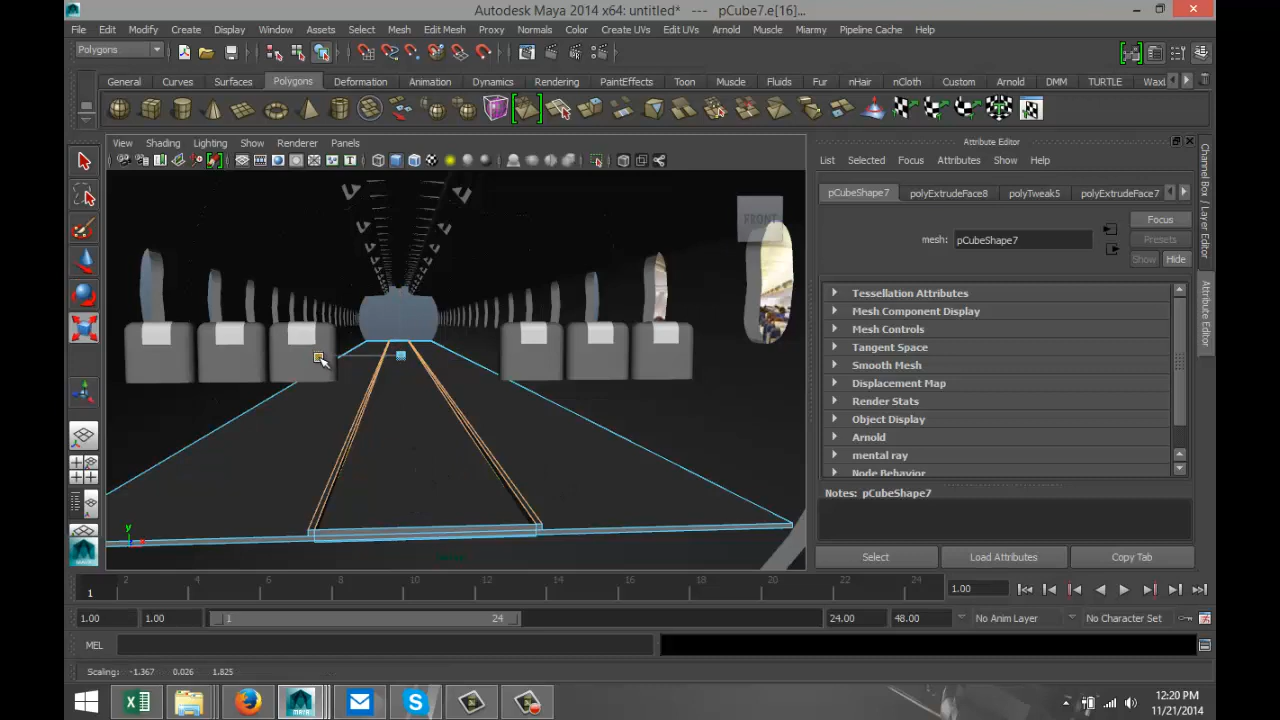 Autodesk Maya 2014 x64: untitled* --- pCube7.e[16]...
File Edit Modify Create Display Window Assets Select Mesh Edit Mesh Proxy Normals Color Create UVs Edit UVs Arnold Muscle Miarmy Pipeline Cache Help
Polygons
General Curves Surfaces Polygons Deformation Animation Dynamics Rendering PaintEffects Toon Muscle Fluids Fur nHair nCloth Custom Arnold DMM TURTLE Waxl
View Shading Lighting Show Renderer Panels
Attribute Editor
List Selected Focus Attributes Show Help
pCubeShape7 polyExtrudeFace8 polyTweak5 polyExtrudeFace7
Focus
mesh: pCubeShape7
Presets
Show Hide
Tessellation Attributes
Mesh Component Display
Mesh Controls
Tangent Space
Smooth Mesh
Displacement Map
Render Stats
Object Display
Arnold
mental ray
Node Behavior
Notes: pCubeShape7
Select Load Attributes Copy Tab
Channel Box / Layer Editor
Attribute Editor
FRONT
y
x
2 4 6 8 10 12 14 16 18 20 22 24
1
1.00
1.00 1.00 1 24 24.00 48.00 No Anim Layer No Character Set
MEL
Scaling: -1.367 0.026 1.825
12:20 PM
11/21/2014